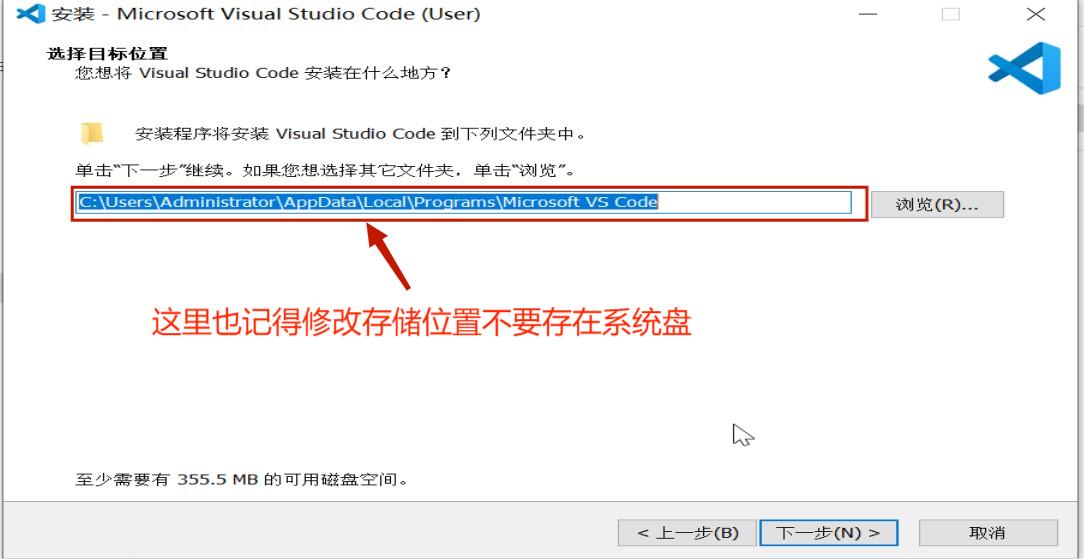 安装 - Microsoft Visual Studio Code (User)
选择目标位置
您想将 Visual Studio Code 安装在什么地方？
安装程序将安装 Visual Studio Code 到下列文件夹中。
单击“下一步”继续。如果您想选择其它文件夹，单击“浏览”。
C:\Users\Administrator\AppData\Local\Programs\Microsoft VS Code
浏览(R)...
这里也记得修改存储位置不要存在系统盘
至少需要有 355.5 MB 的可用磁盘空间。
< 上一步(B)
下一步(N) >
取消